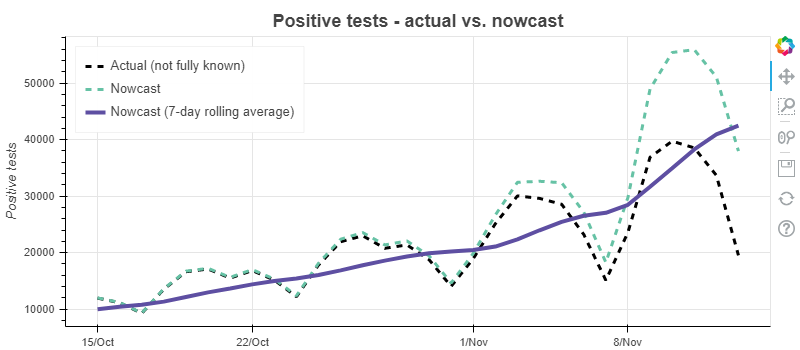 Positive tests - actual vs. nowcast
Actual (not fully known)
Nowcast
Nowcast (7-day rolling average)
Positive tests
50000
40000
30000
20000
10000
15/Oct
22/Oct
1/Nov
8/Nov